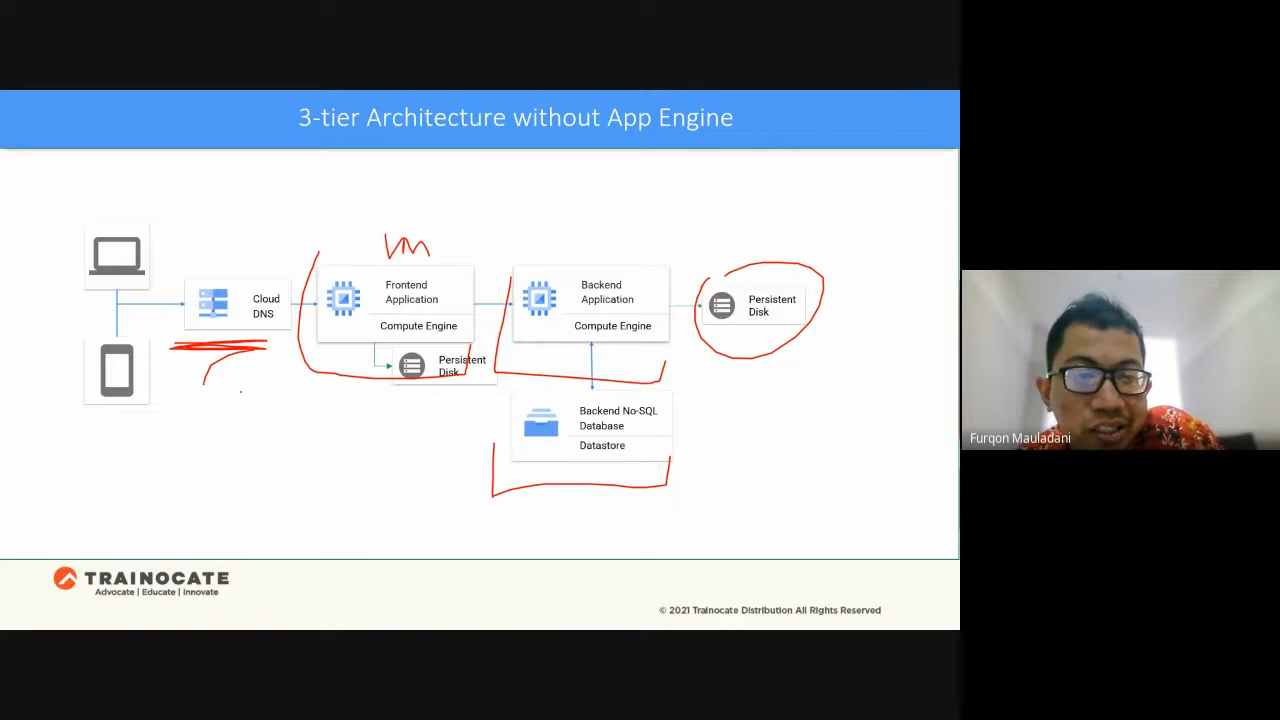 3-tier Architecture without App Engine
VM
Cloud
DNS
Frontend
Application
Compute Engine
Persistent
Disk
Backend
Application
Compute Engine
Persistent
Disk
Backend No-SQL
Database
Datastore
Furqon Mauladani
TRAINOCATE
Advocate | Educate | Innovate
© 2021 Trainocate Distribution All Rights Reserved